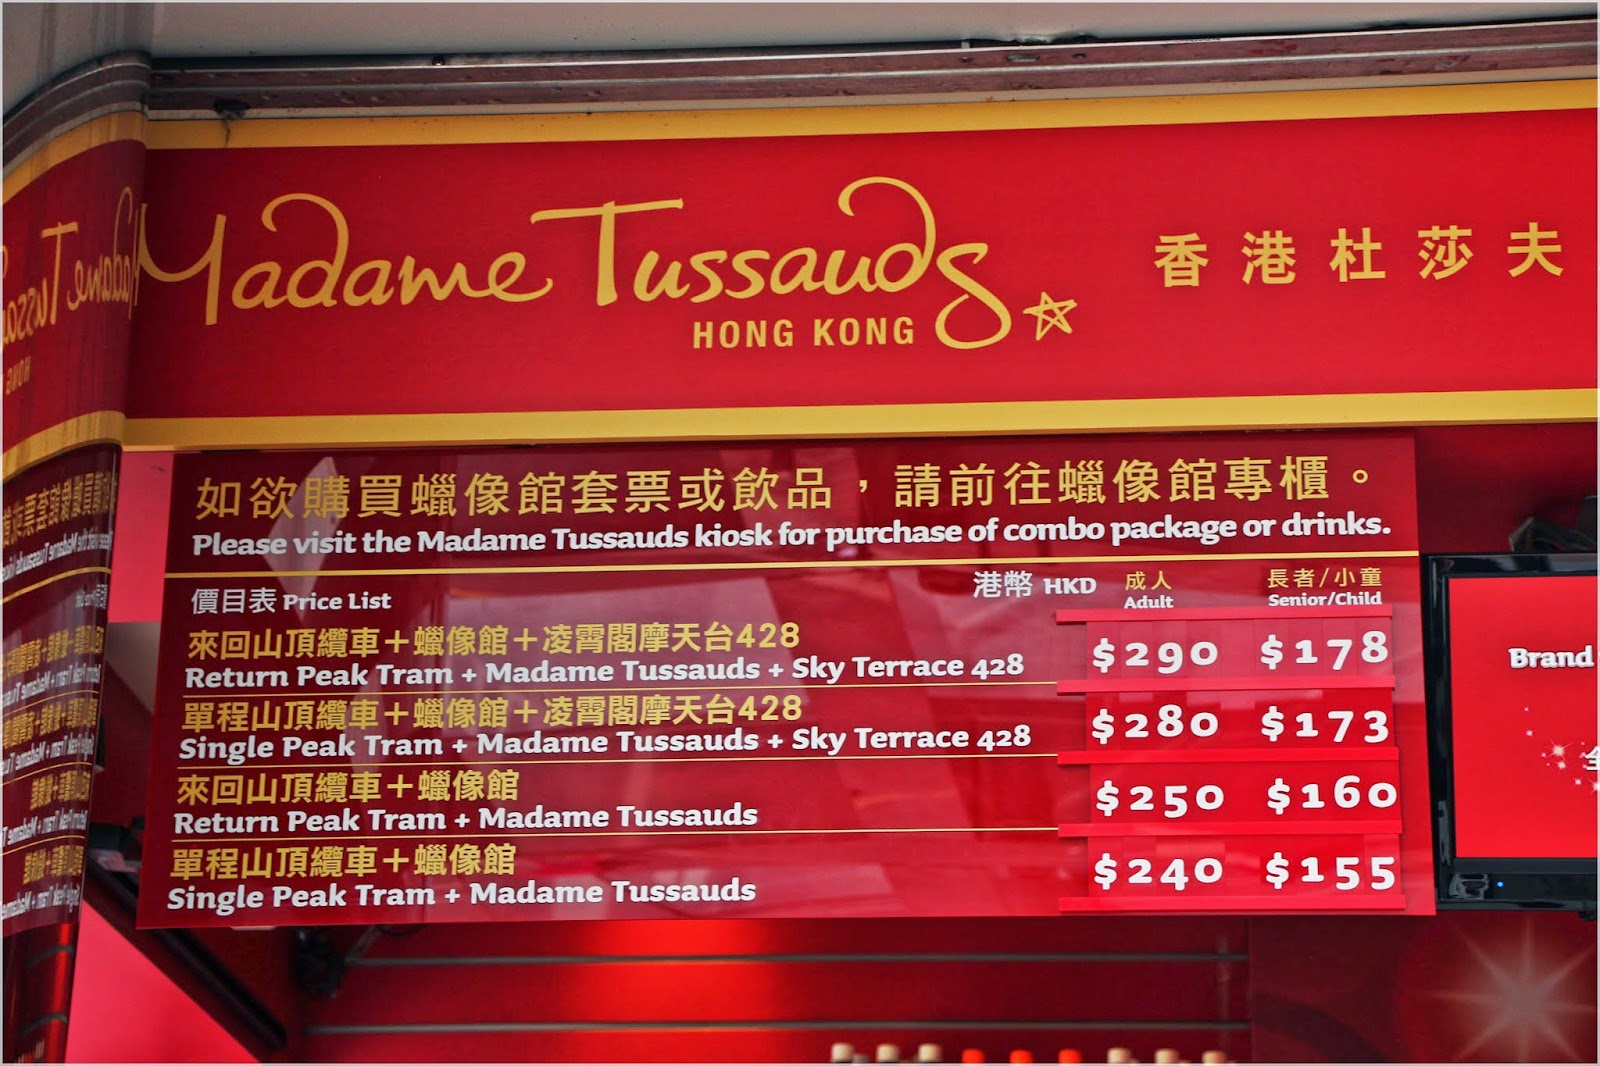 Madame Tussauds
HONG KONG
香港杜莎夫
如欲購買蠟像館套票或飲品，請前往蠟像館專櫃。
Please visit the Madame Tussauds kiosk for purchase of combo package or drinks.
價目表 Price List 港幣 HKD 成人 長者/小童
Adult Senior/Child
來回山頂纜車＋蠟像館＋凌霄閣摩天台428
Return Peak Tram + Madame Tussauds + Sky Terrace 428 $290 $178
單程山頂纜車＋蠟像館＋凌霄閣摩天台428
Single Peak Tram + Madame Tussauds + Sky Terrace 428 $280 $173
來回山頂纜車＋蠟像館
Return Peak Tram + Madame Tussauds $250 $160
單程山頂纜車＋蠟像館
Single Peak Tram + Madame Tussauds $240 $155
Brand